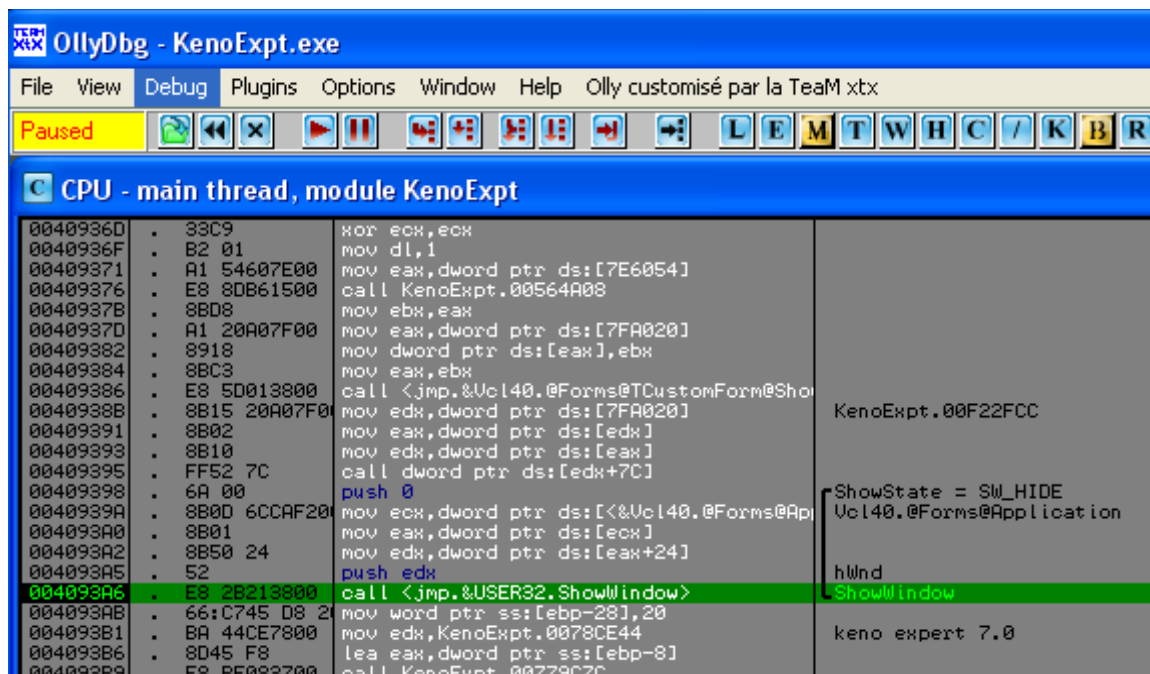 TEAM
XtX OllyDbg - KenoExpt.exe
File View Debug Plugins Options Window Help Olly customisé par la TeaM xtx
Paused L E M T W H C / K B R
C CPU - main thread, module KenoExpt
0040936D . 33C9 xor ecx,ecx
0040936F . B2 01 mov dl,1
00409371 . A1 54607E00 mov eax,dword ptr ds:[7E6054]
00409376 . E8 8DB61500 call KenoExpt.00564A08
0040937B . 8BD8 mov ebx,eax
0040937D . A1 20A07F00 mov eax,dword ptr ds:[7FA020]
00409382 . 8918 mov dword ptr ds:[eax],ebx
00409384 . 8BC3 mov eax,ebx
00409386 . E8 5D013800 call <jmp.&Vcl40.@Forms@TCustomForm@Sho
0040938B . 8B15 20A07F0 mov edx,dword ptr ds:[7FA020] KenoExpt.00F22FCC
00409391 . 8B02 mov eax,dword ptr ds:[edx]
00409393 . 8B10 mov edx,dword ptr ds:[eax]
00409395 . FF52 7C call dword ptr ds:[edx+7C]
00409398 . 6A 00 push 0 ShowState = SW_HIDE
0040939A . 8B0D 6CCAF20 mov ecx,dword ptr ds:[<&Vcl40.@Forms@App Vcl40.@Forms@Application
004093A0 . 8B01 mov eax,dword ptr ds:[ecx]
004093A2 . 8B50 24 mov edx,dword ptr ds:[eax+24]
004093A5 . 52 push edx hWnd
004093A6 . E8 2B213800 call <jmp.&USER32.ShowWindow> ShowWindow
004093AB . 66:C745 D8 2 mov word ptr ss:[ebp-28],20
004093B1 . BA 44CE7800 mov edx,KenoExpt.0078CE44 keno expert 7.0
004093B6 . 8D45 F8 lea eax,dword ptr ss:[ebp-8]
004093B9 . call KenoExpt.00779C7C